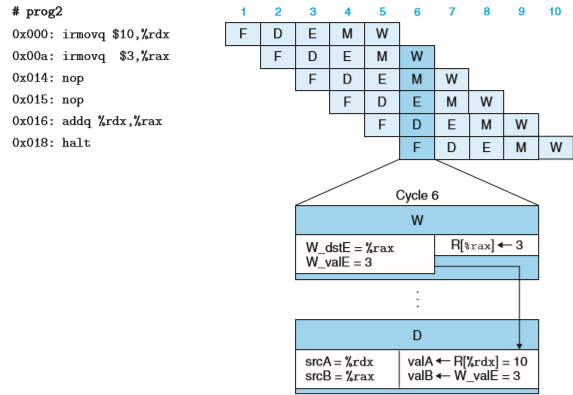 # prog2
1 2 3 4 5 6 7 8 9 10
0x000: irmovq $10,%rdx F D E M W
0x00a: irmovq $3,%rax F D E M W
0x014: nop F D E M W
0x015: nop F D E M W
0x016: addq %rdx,%rax F D E M W
0x018: halt F D E M W
Cycle 6
W
W_dstE = %rax R[%rax] ← 3
W_valE = 3
D
srcA = %rdx valA ← R[%rdx] = 10
srcB = %rax valB ← W_valE = 3